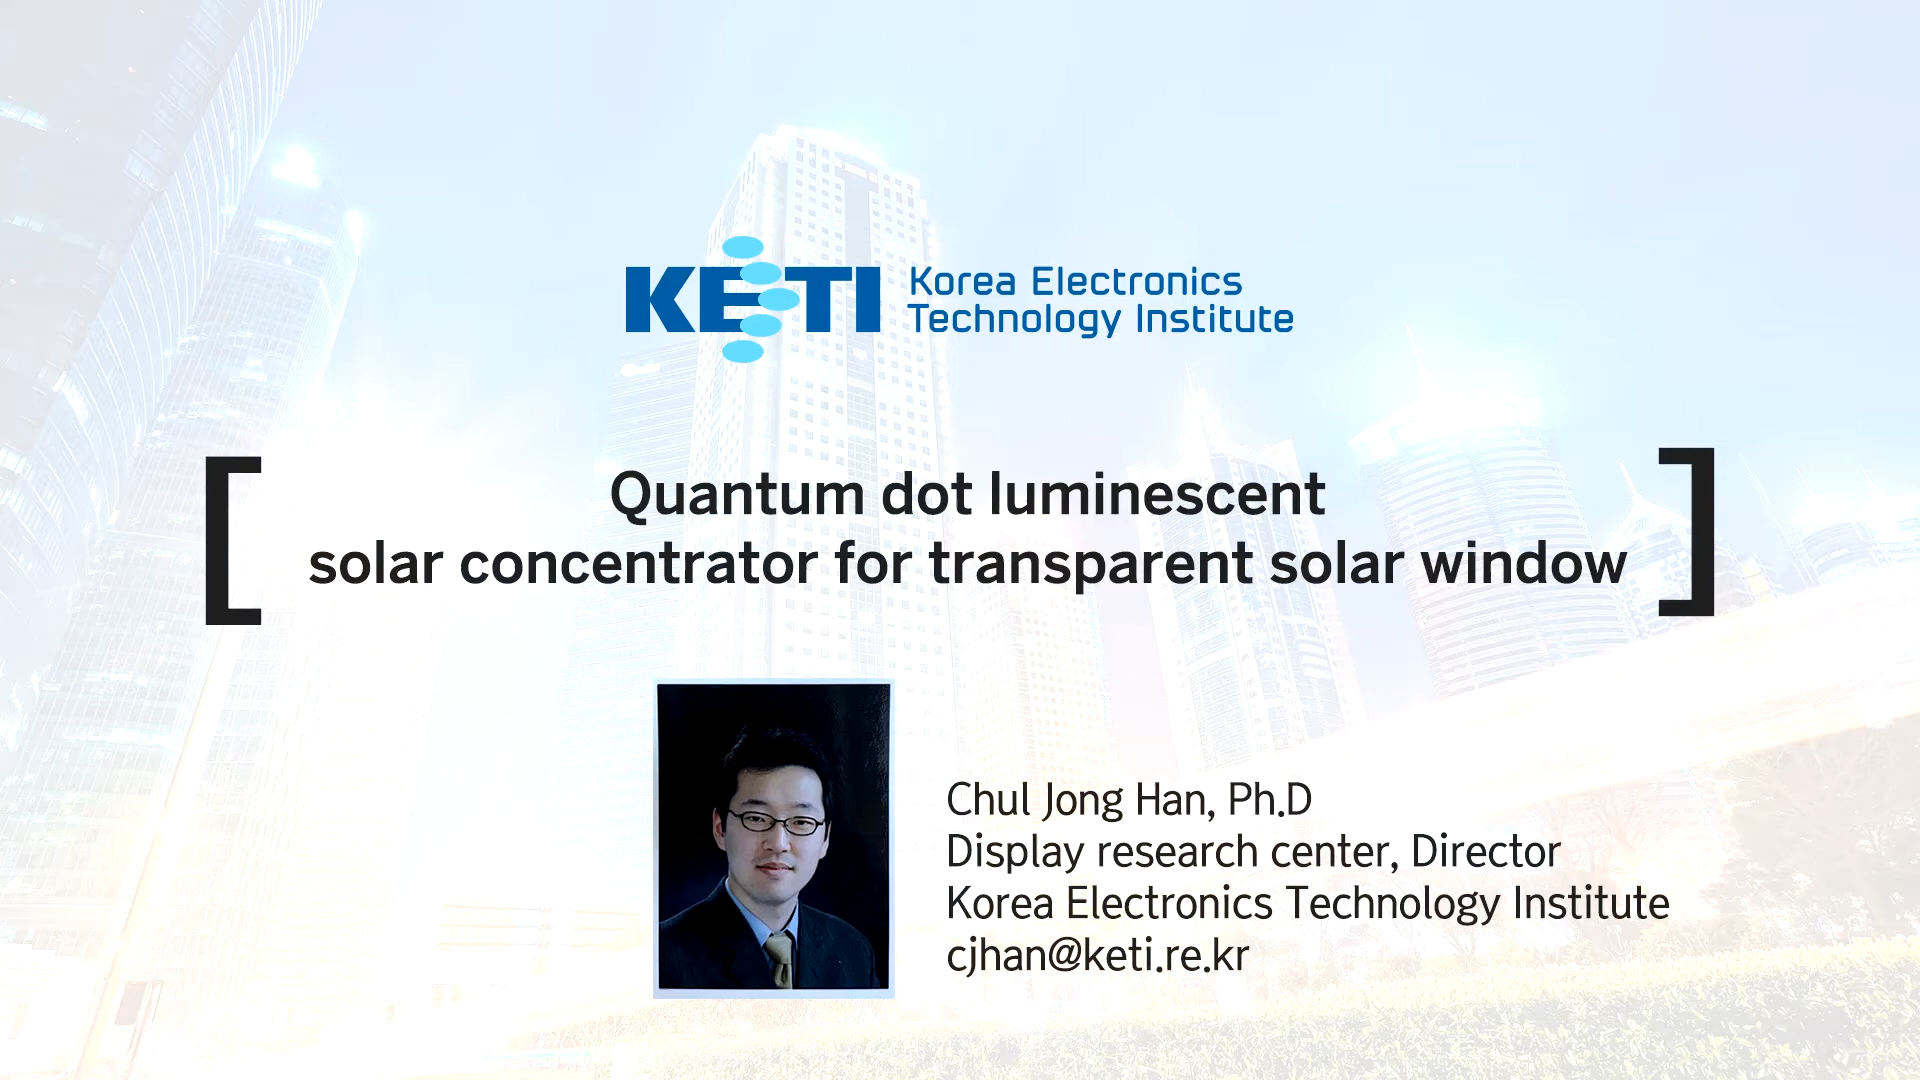 KETI Korea Electronics
Technology Institute
[ Quantum dot luminescent
solar concentrator for transparent solar window ]
Chul Jong Han, Ph.D
Display research center, Director
Korea Electronics Technology Institute
cjhan@keti.re.kr